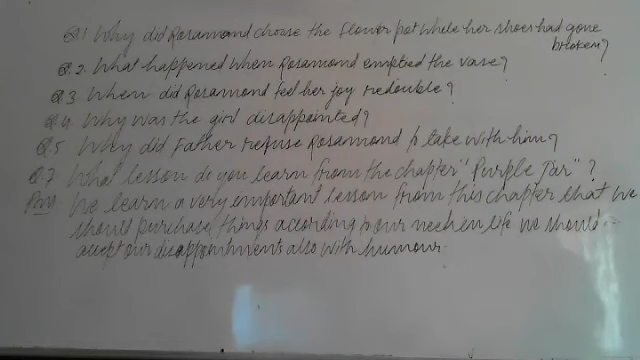 Q.1 Why did Rosamond choose the flower pot while her shoes had gone
broken?
Q.2. What happened when Rosamond emptied the vase?
Q.3. When did Rosamond feel her joy redouble?
Q.4. Why was the girl disappointed?
Q.5 Why did Father refuse Rosamond to take with him?
Q.7 What lesson do you learn from the chapter "Purple Jar"?
Ans We learn a very important lesson from this chapter that we
should purchase things according to our need in life we should
accept our disappointments also with humour.